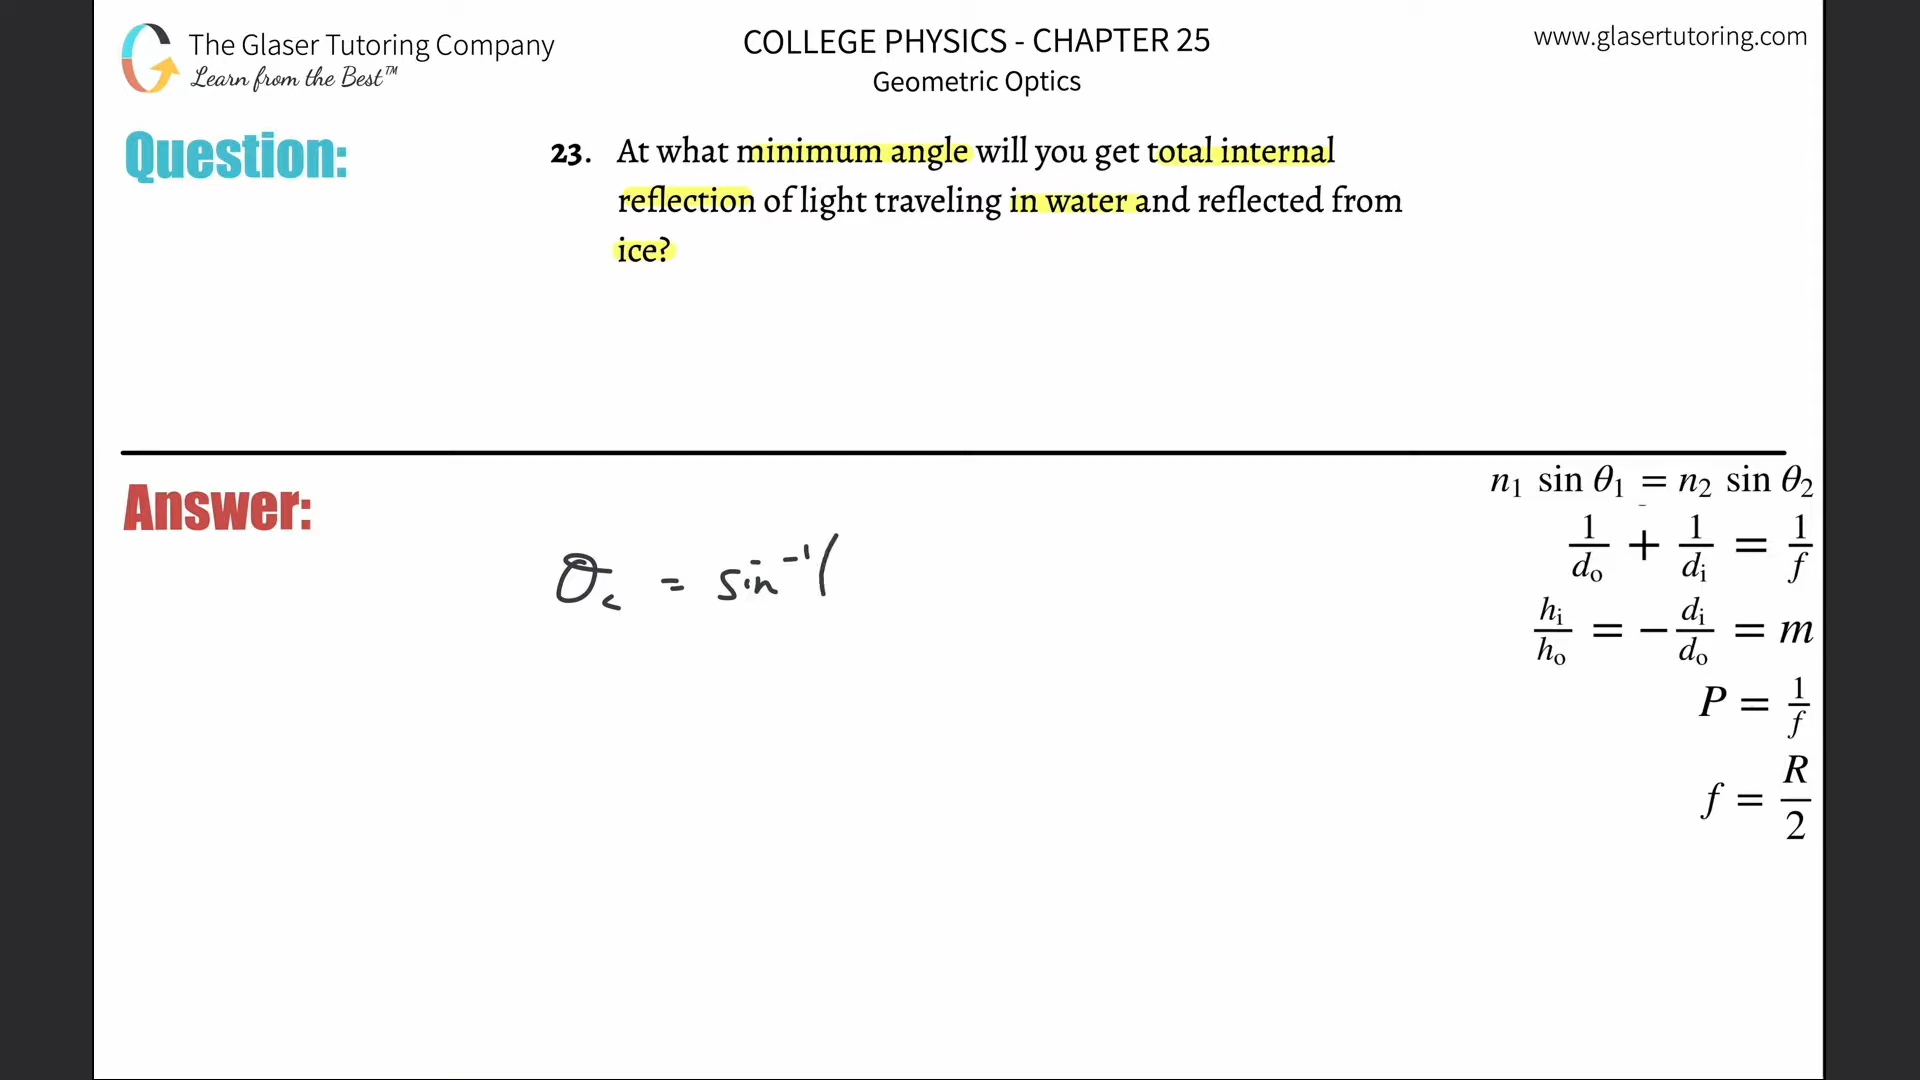 The Glaser Tutoring Company
Learn from the Best™
COLLEGE PHYSICS - CHAPTER 25
Geometric Optics
www.glasertutoring.com
Question:
23. At what minimum angle will you get total internal
reflection of light traveling in water and reflected from
ice?
Answer:
θc = sin⁻¹(
n₁ sin θ₁ = n₂ sin θ₂
1/dₒ + 1/dᵢ = 1/f
hᵢ/hₒ = −dᵢ/dₒ = m
P = 1/f
f = R/2